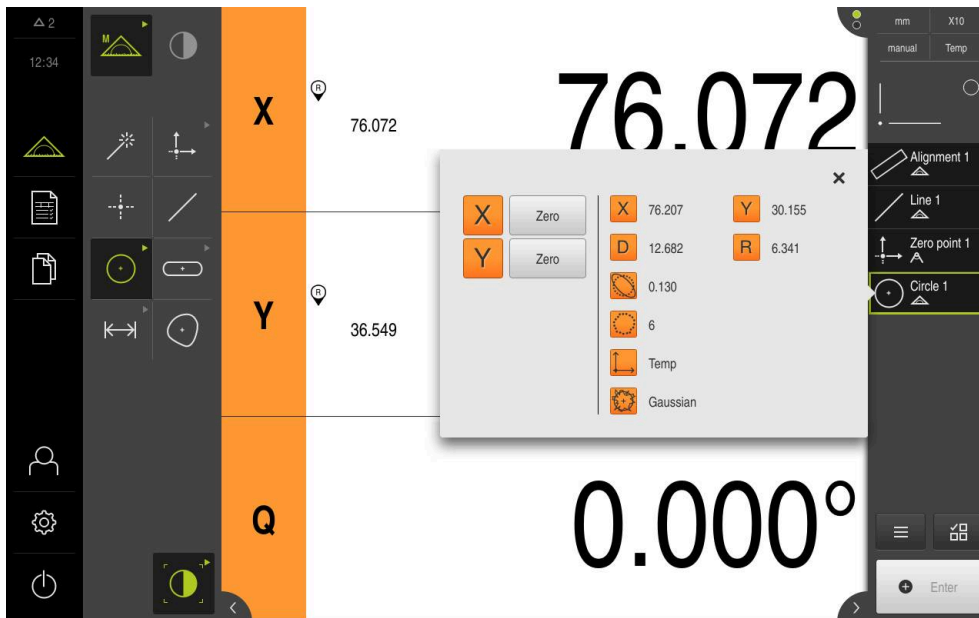 2
12:34
M
X
R
76.072
76.072
Y
R
36.549
Q
0.000°
X Zero
Y Zero
X 76.207 Y 30.155
D 12.682 R 6.341
0.130
6
Temp
Gaussian
mm X10
manual Temp
Alignment 1
Line 1
Zero point 1
Circle 1
Enter